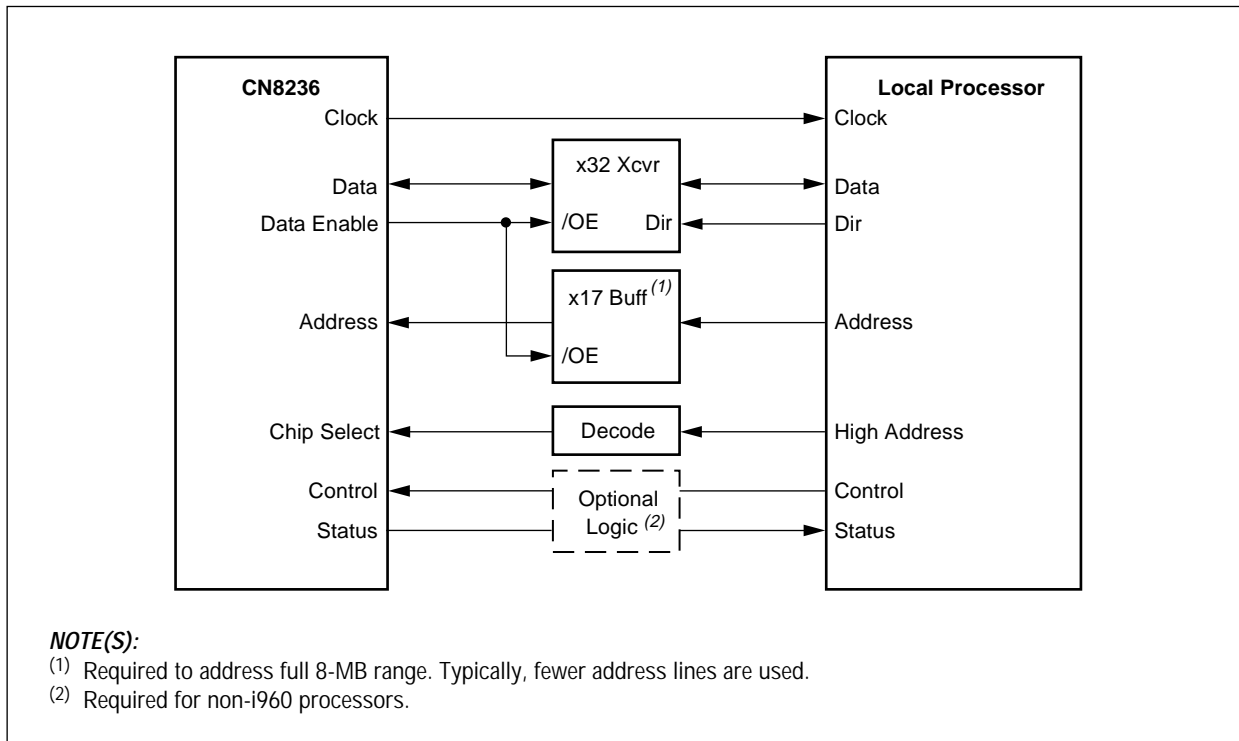 CN8236
Local Processor
Clock
Clock
x32 Xcvr
Data
Data
Data Enable
/OE
Dir
Dir
x17 Buff (1)
Address
Address
/OE
Chip Select
Decode
High Address
Control
Optional
Logic (2)
Control
Status
Status
NOTE(S):
(1) Required to address full 8-MB range. Typically, fewer address lines are used.
(2) Required for non-i960 processors.